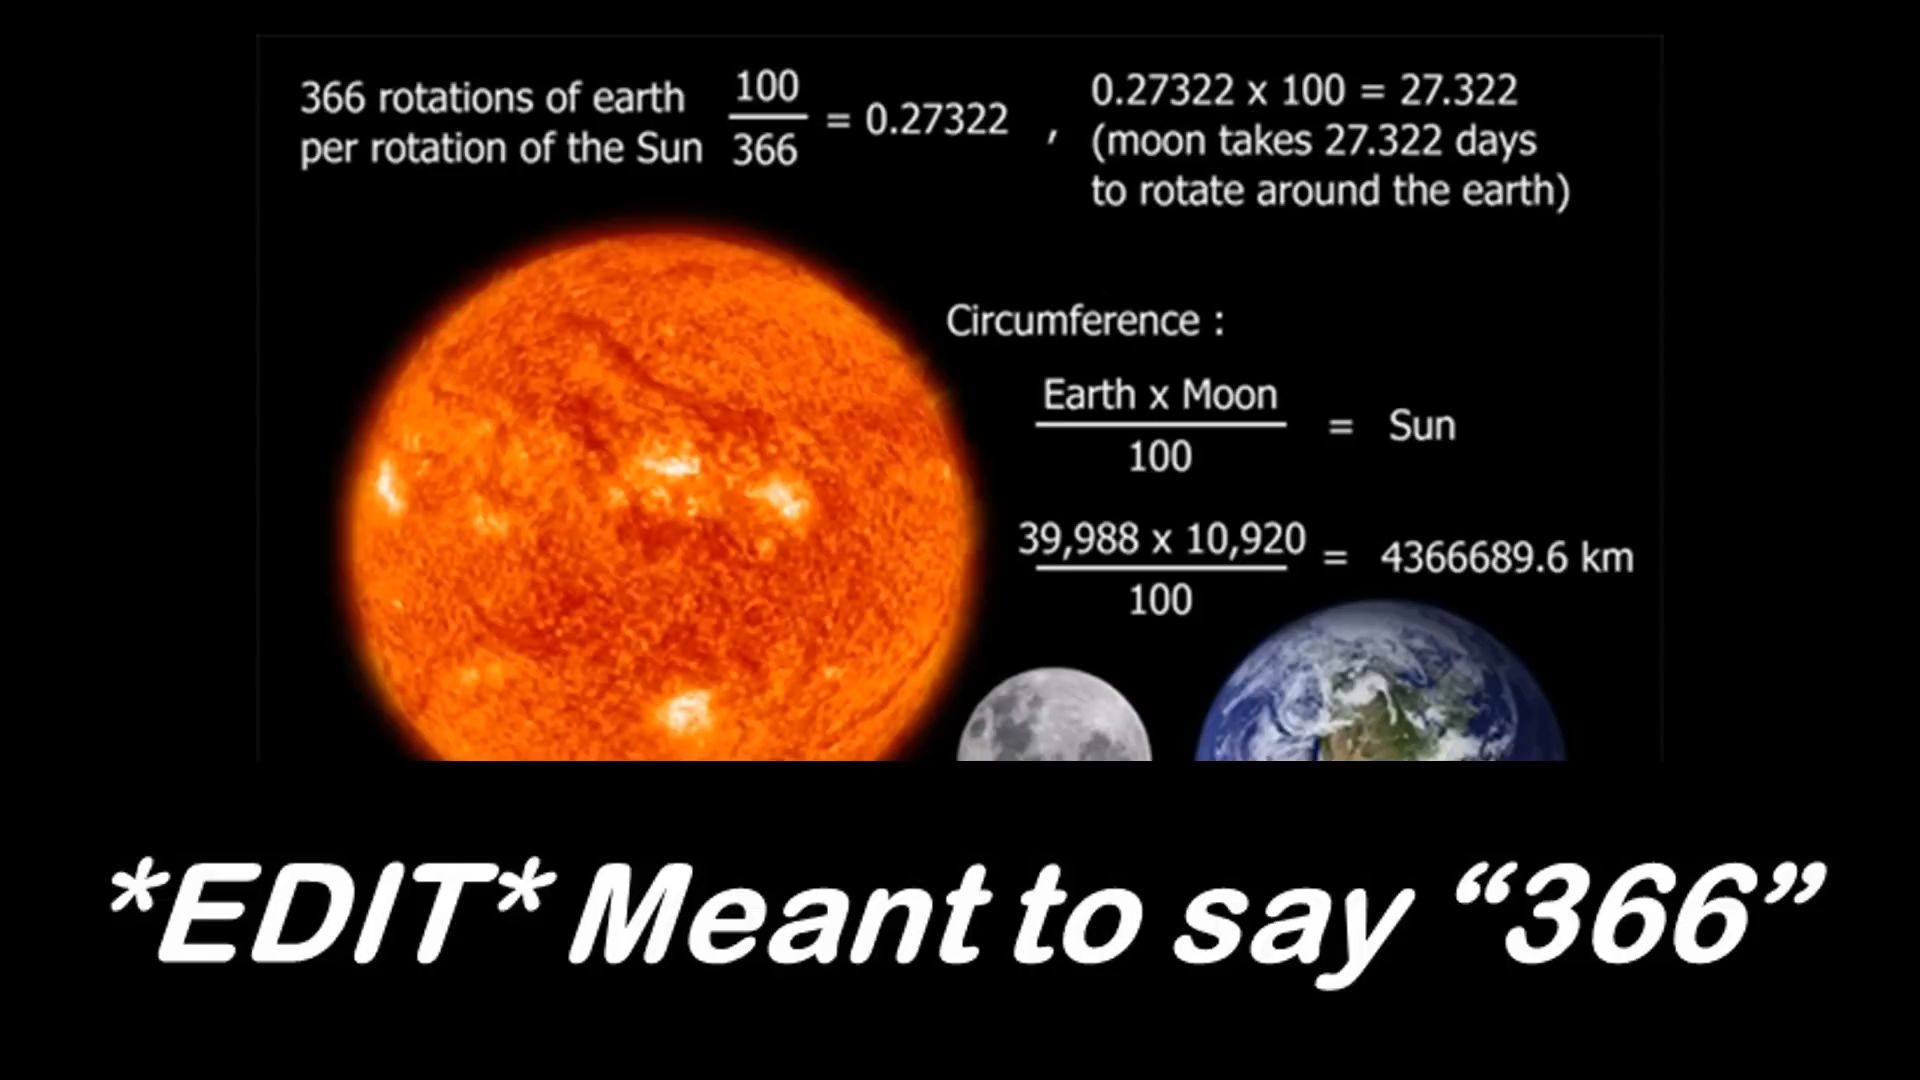 366 rotations of earth
per rotation of the Sun
100
366
= 0.27322
,
0.27322 x 100 = 27.322
(moon takes 27.322 days
to rotate around the earth)
Circumference :
Earth x Moon
100
= Sun
39,988 x 10,920
100
= 4366689.6 km
*EDIT* Meant to say “366”